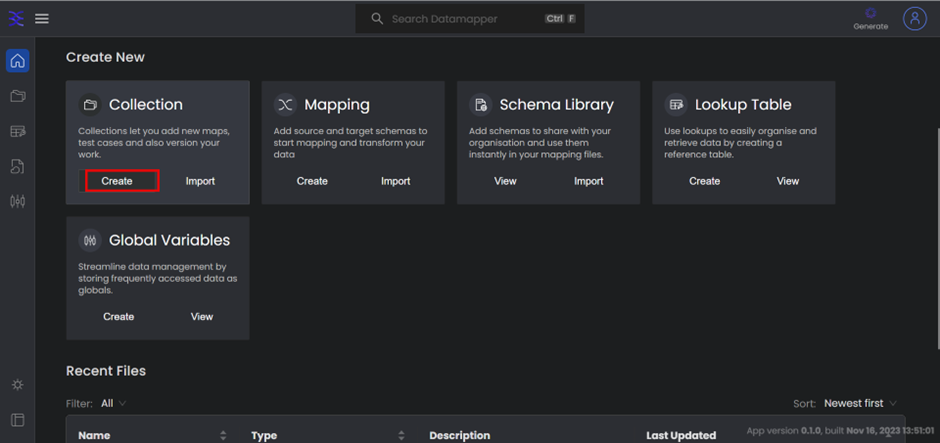 Search Datamapper Ctrl F
Generate
Create New
Collection
Collections let you add new maps,
test cases and also version your
work.
Create Import
Mapping
Add source and target schemas to
start mapping and transform your
data
Create Import
Schema Library
Add schemas to share with your
organisation and use them
instantly in your mapping files.
View Import
Lookup Table
Use lookups to easily organise and
retrieve data by creating a
reference table.
Create View
Global Variables
Streamline data management by
storing frequently accessed data as
globals.
Create View
Recent Files
Filter: All
Sort: Newest first
Name Type Description Last Updated
App version 0.1.0, built Nov 16, 2023 13:51:01